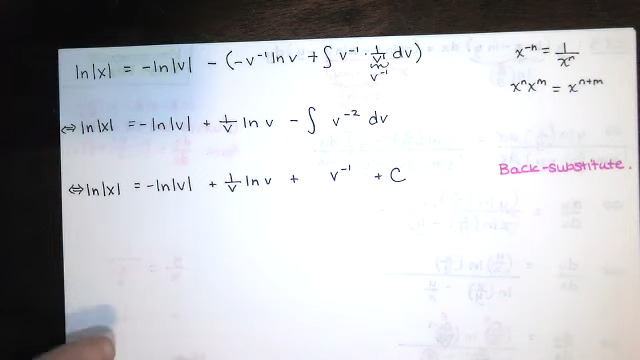 ln|x| = -ln|v| - (-v⁻¹ ln v + ∫ v⁻¹ · 1/v dv)
v⁻¹
x⁻ⁿ = 1/xⁿ
xⁿxᵐ = xⁿ⁺ᵐ
⇔ ln|x| = -ln|v| + 1/v ln v - ∫ v⁻² dv
Back-substitute.
⇔ ln|x| = -ln|v| + 1/v ln v + v⁻¹ + C